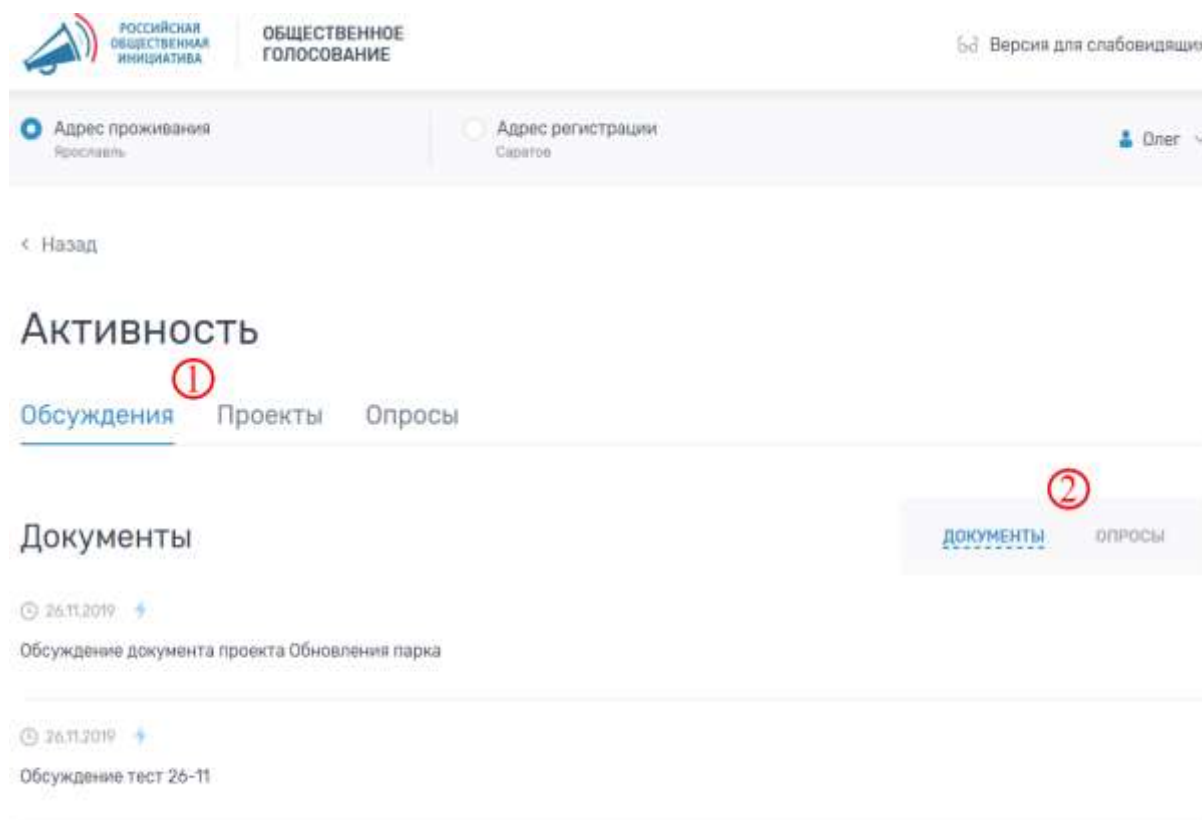 РОССИЙСКАЯ
ОБЩЕСТВЕННАЯ
ИНИЦИАТИВА
ОБЩЕСТВЕННОЕ
ГОЛОСОВАНИЕ
Версия для слабовидящих
Адрес проживания
Ярославль
Адрес регистрации
Саратов
Олег
< Назад
Активность
1
Обсуждения Проекты Опросы
2
Документы
ДОКУМЕНТЫ ОПРОСЫ
26.11.2019
Обсуждение документа проекта Обновления парка
26.11.2019
Обсуждение тест 26-11